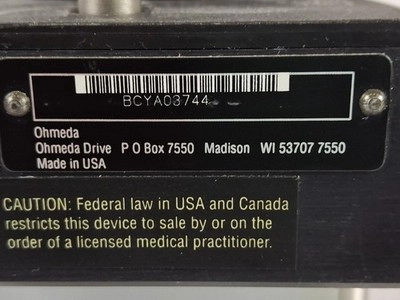 BCYA03744
Ohmeda
Ohmeda Drive P O Box 7550 Madison WI 53707 7550
Made in USA
CAUTION: Federal law in USA and Canada
restricts this device to sale by or on the
order of a licensed medical practitioner.